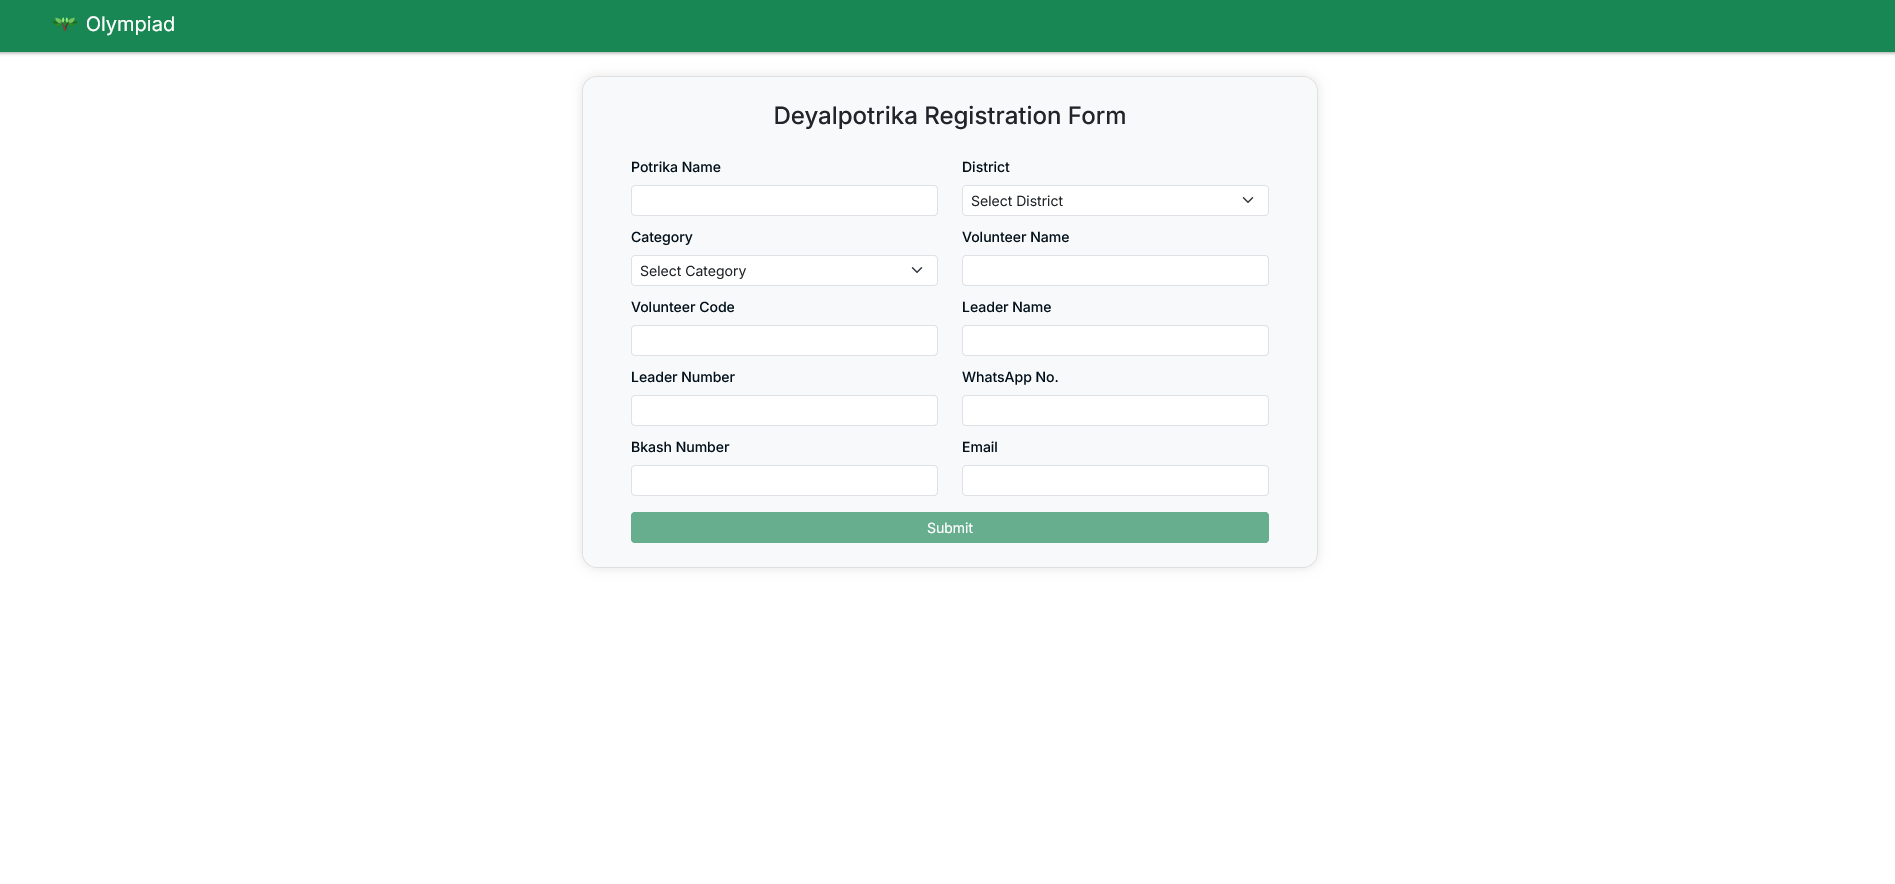 Olympiad
Deyalpotrika Registration Form
Potrika Name
District
Select District
Category
Volunteer Name
Select Category
Volunteer Code
Leader Name
Leader Number
WhatsApp No.
Bkash Number
Email
Submit